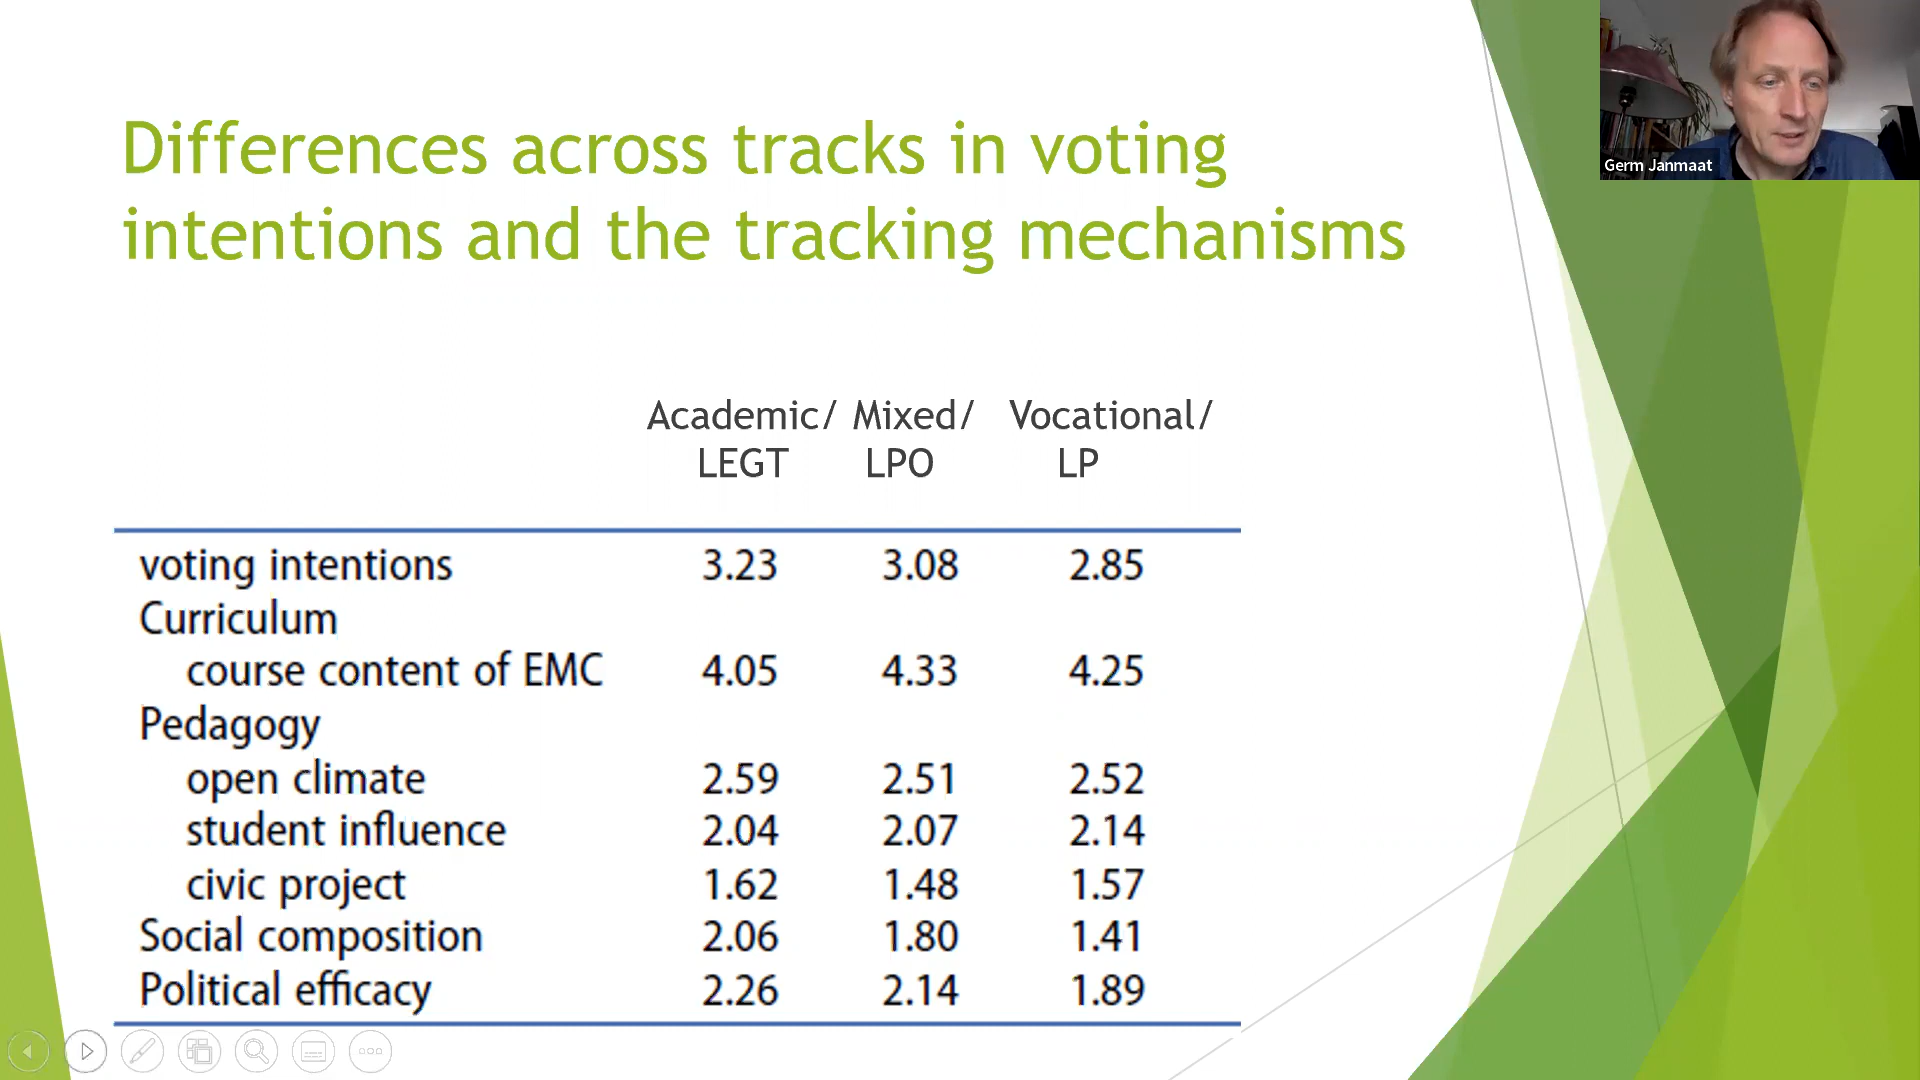 Differences across tracks in voting
intentions and the tracking mechanisms
Germ Janmaat
Academic/ Mixed/ Vocational/
LEGT LPO LP
voting intentions 3.23 3.08 2.85
Curriculum
course content of EMC 4.05 4.33 4.25
Pedagogy
open climate 2.59 2.51 2.52
student influence 2.04 2.07 2.14
civic project 1.62 1.48 1.57
Social composition 2.06 1.80 1.41
Political efficacy 2.26 2.14 1.89